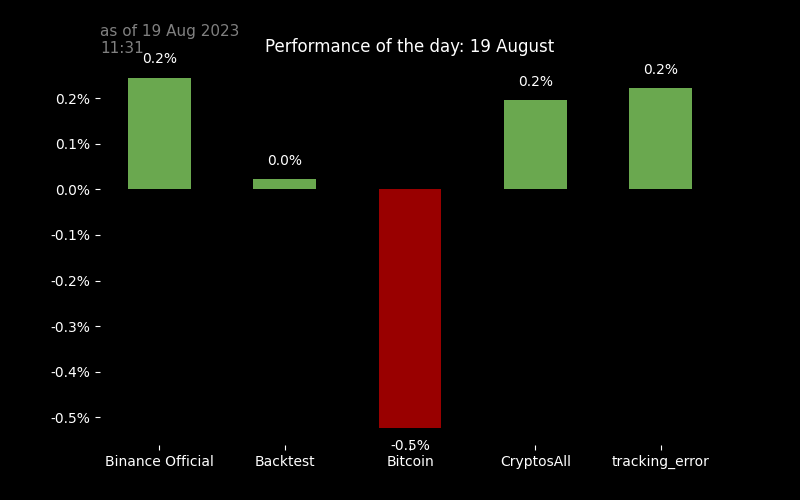 as of 19 Aug 2023
11:31
Performance of the day: 19 August
0.2%
0.0%
-0.5%
0.2%
0.2%
0.2%
0.1%
0.0%
-0.1%
-0.2%
-0.3%
-0.4%
-0.5%
Binance Official
Backtest
Bitcoin
CryptosAll
tracking_error